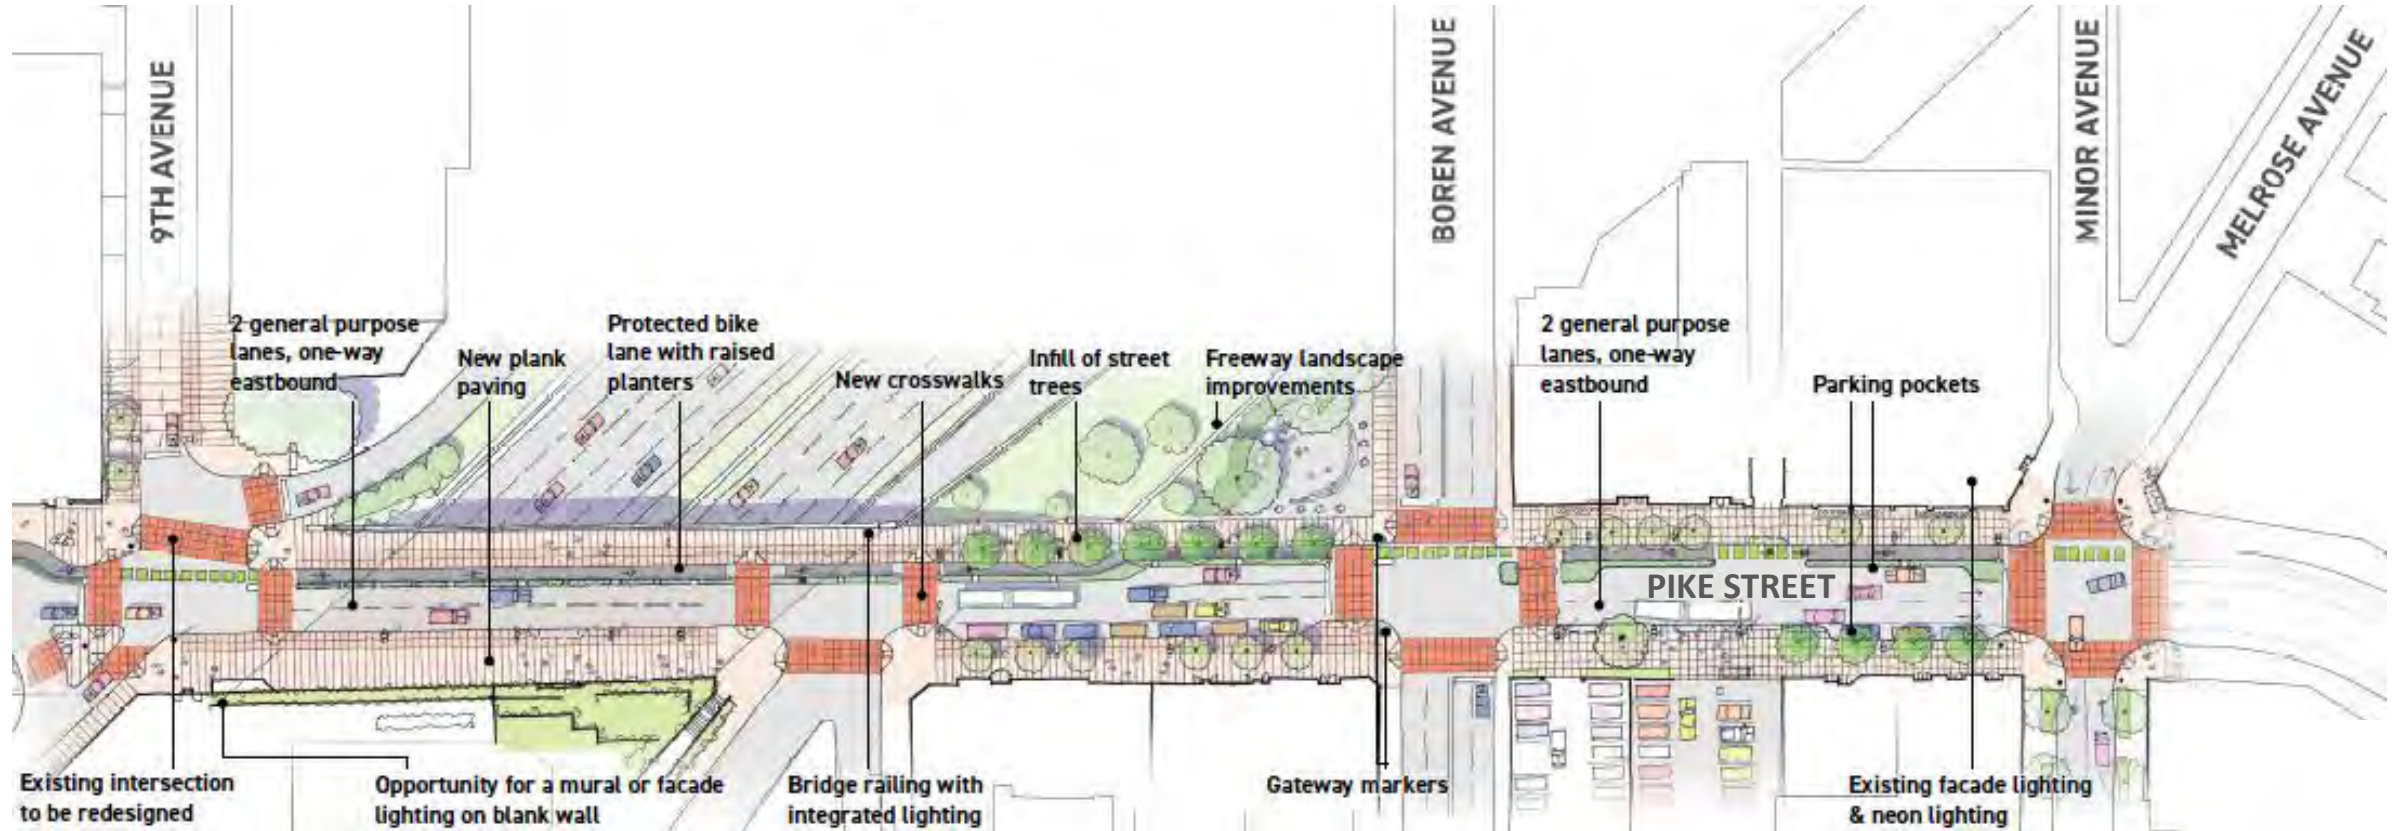 9TH AVENUE
BOREN AVENUE
MINOR AVENUE
MELROSE AVENUE
2 general purpose
lanes, one-way
eastbound
New plank
paving
Protected bike
lane with raised
planters
New crosswalks
Infill of street
trees
Freeway landscape
improvements
2 general purpose
lanes, one-way
eastbound
Parking pockets
PIKE STREET
Existing intersection
to be redesigned
Opportunity for a mural or facade
lighting on blank wall
Bridge railing with
integrated lighting
Gateway markers
Existing facade lighting
& neon lighting